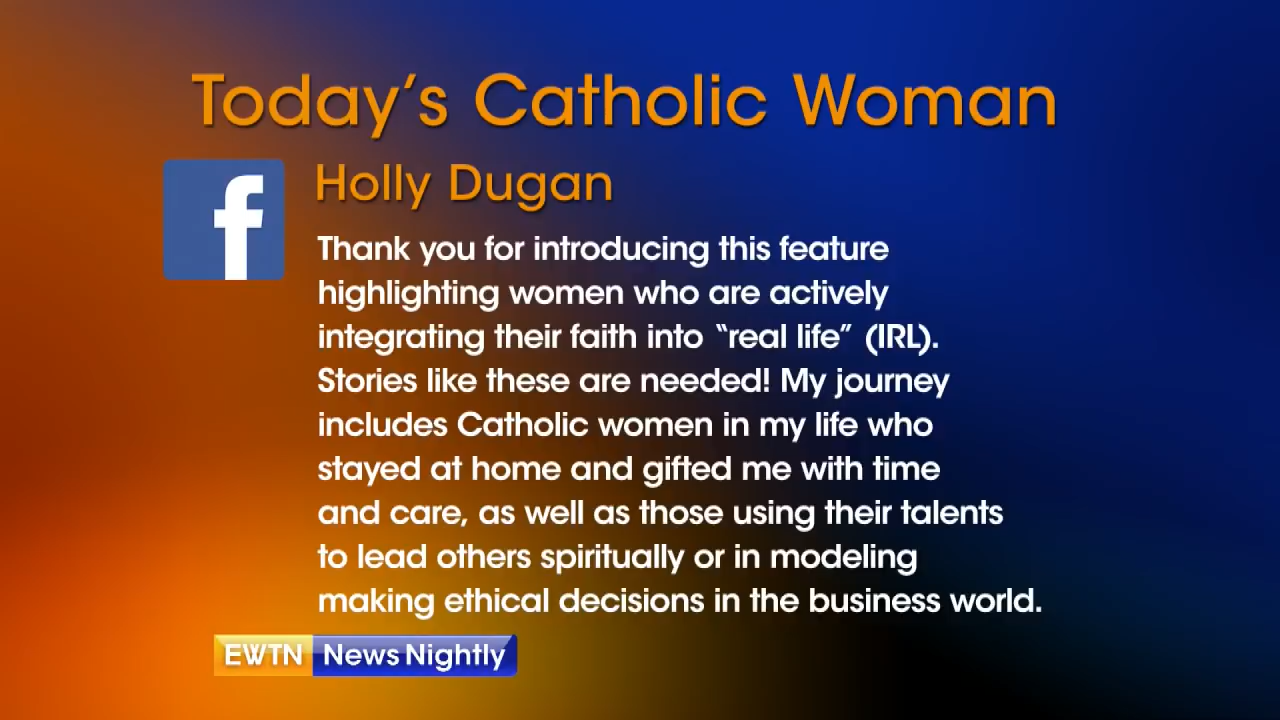 Today's Catholic Woman
f
Holly Dugan
Thank you for introducing this feature
highlighting women who are actively
integrating their faith into “real life” (IRL).
Stories like these are needed! My journey
includes Catholic women in my life who
stayed at home and gifted me with time
and care, as well as those using their talents
to lead others spiritually or in modeling
making ethical decisions in the business world.
EWTN News Nightly